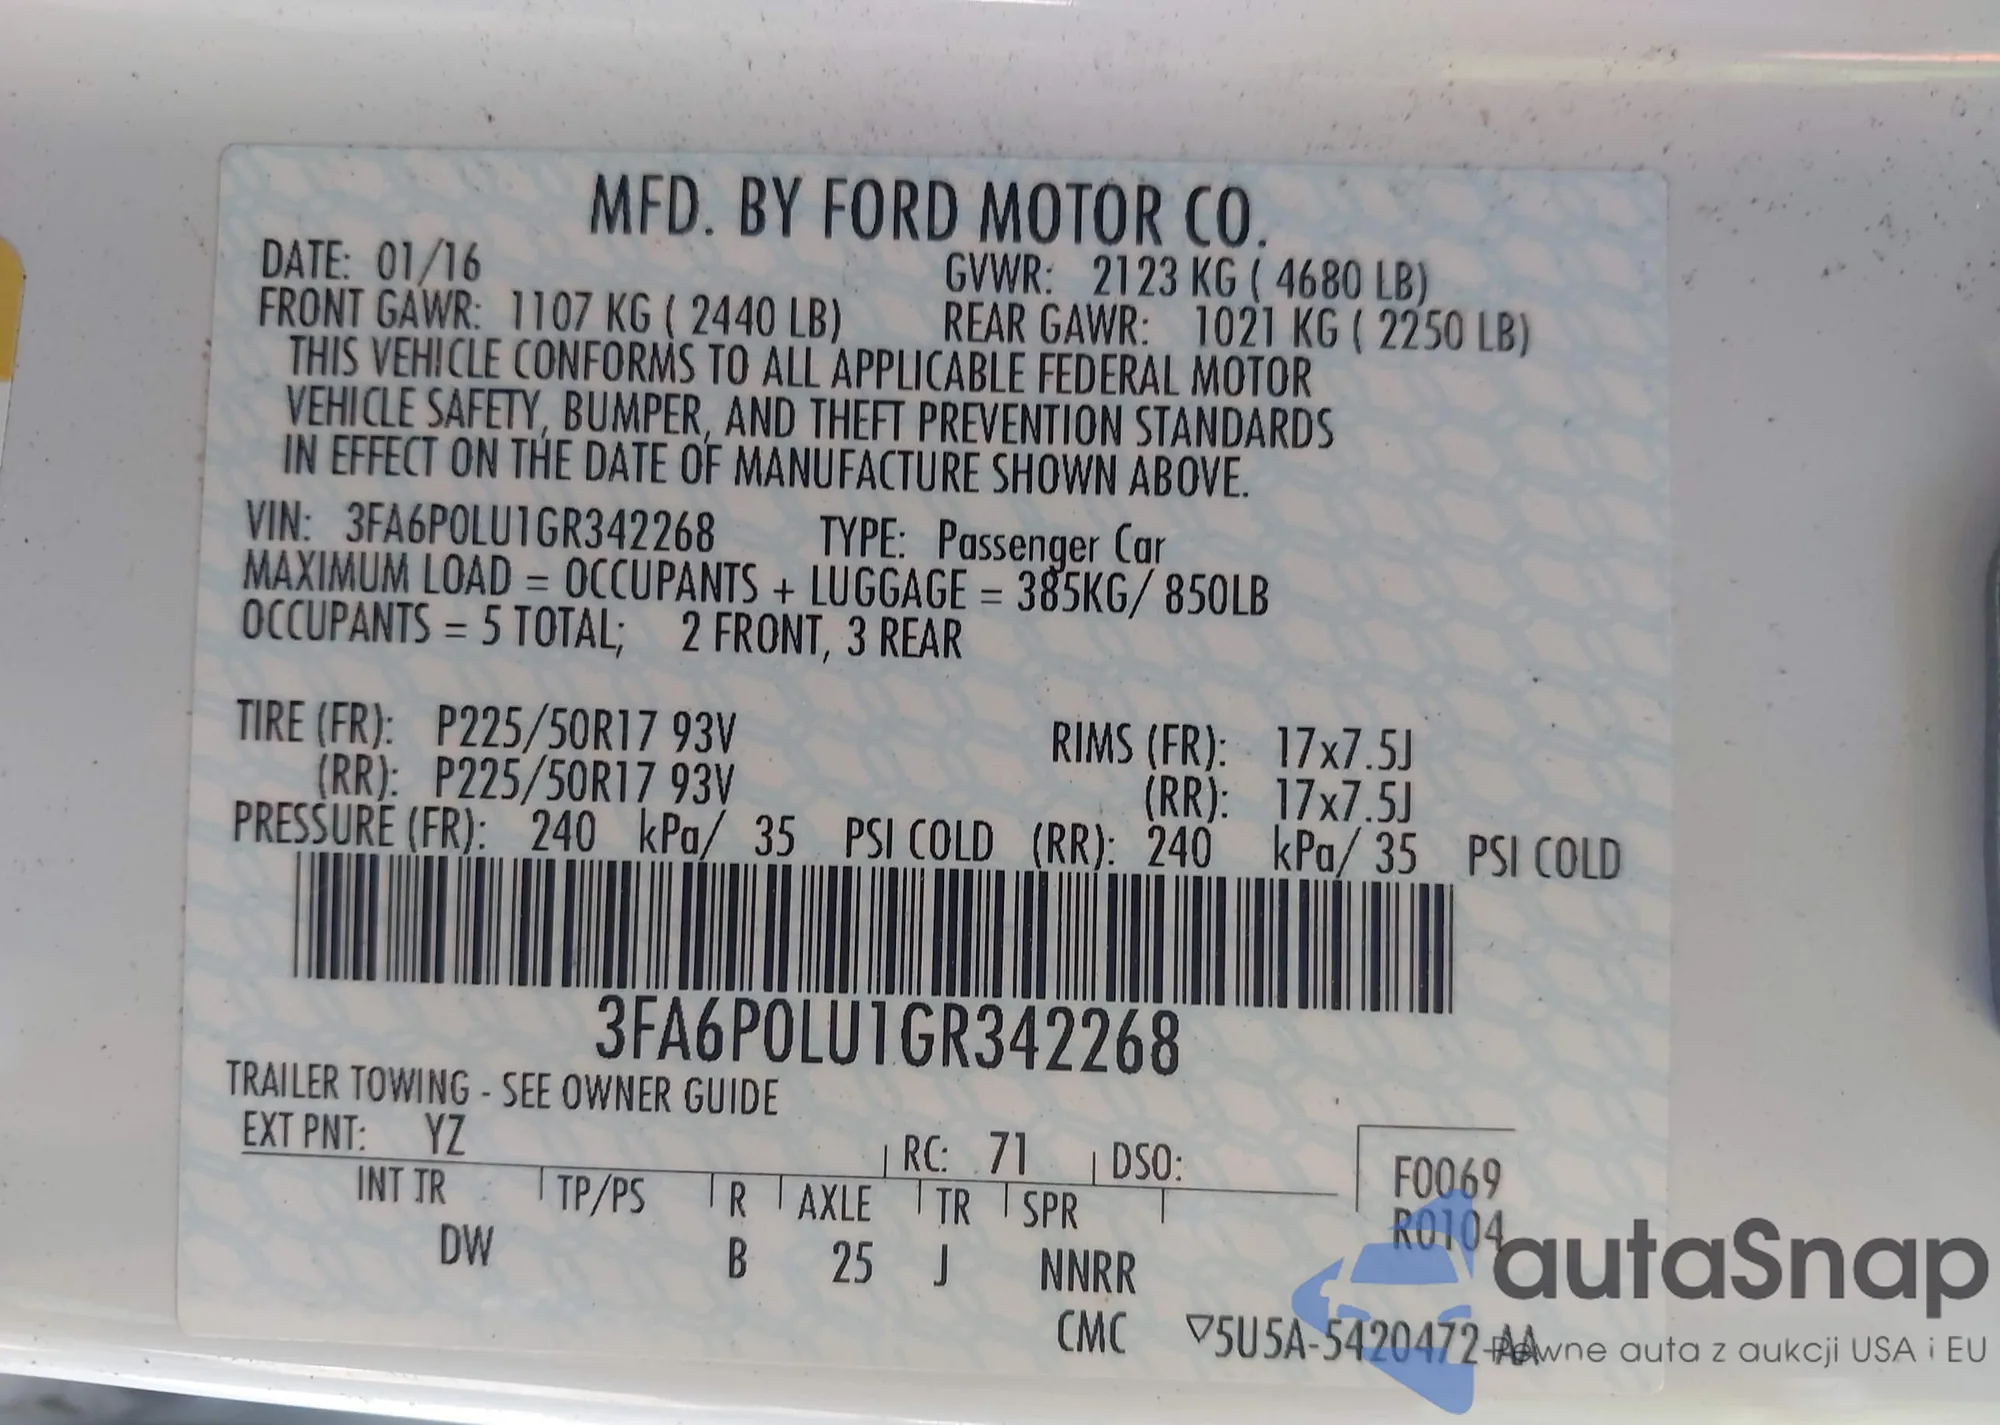 MFD. BY FORD MOTOR CO.
DATE: 01/16 GVWR: 2123 KG ( 4680 LB)
FRONT GAWR: 1107 KG ( 2440 LB) REAR GAWR: 1021 KG ( 2250 LB)
THIS VEHICLE CONFORMS TO ALL APPLICABLE FEDERAL MOTOR
VEHICLE SAFETY, BUMPER, AND THEFT PREVENTION STANDARDS
IN EFFECT ON THE DATE OF MANUFACTURE SHOWN ABOVE.
VIN: 3FA6P0LU1GR342268 TYPE: Passenger Car
MAXIMUM LOAD = OCCUPANTS + LUGGAGE = 385KG/ 850LB
OCCUPANTS = 5 TOTAL; 2 FRONT, 3 REAR
TIRE (FR): P225/50R17 93V RIMS (FR): 17x7.5J
(RR): P225/50R17 93V (RR): 17x7.5J
PRESSURE (FR): 240 kPa/ 35 PSI COLD (RR): 240 kPa/ 35 PSI COLD
3FA6P0LU1GR342268
TRAILER TOWING - SEE OWNER GUIDE
EXT PNT: YZ RC: 71 DSO:
INT TR TP/PS R AXLE TR SPR
DW B 25 J NNRR
F0069
R0104
CMC ▽5U5A-5420472-AA
autaSnap
Pewne auta z aukcji USA i EU